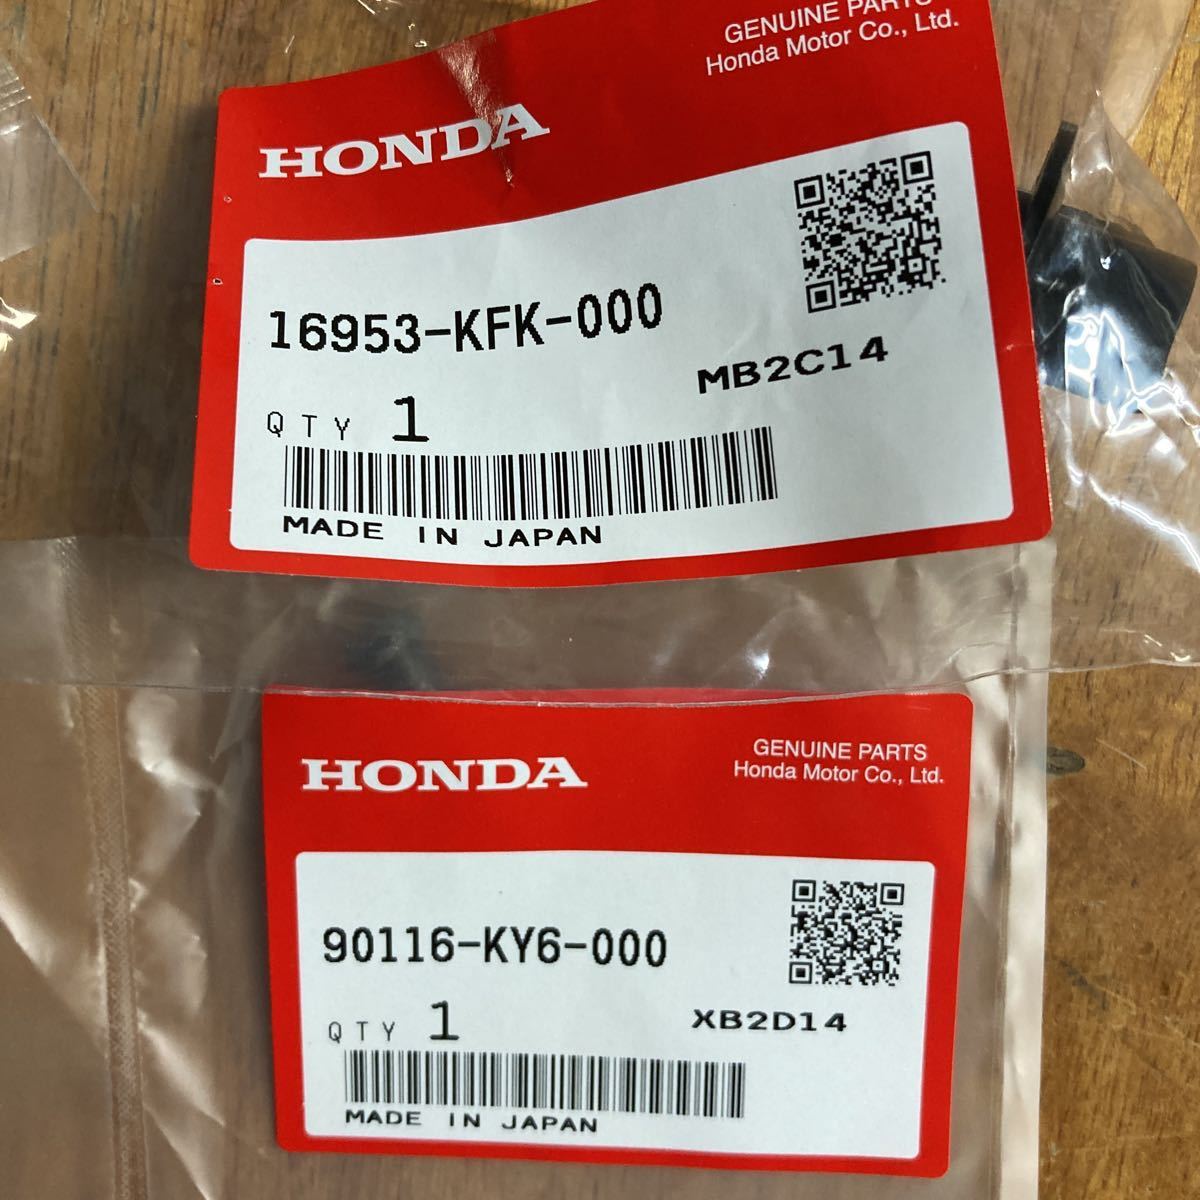 GENUINE PARTS
Honda Motor Co., Ltd.
HONDA
16953-KFK-000
MB2C14
QTY 1
MADE IN JAPAN
HONDA
GENUINE PARTS
Honda Motor Co., Ltd.
90116-KY6-000
QTY 1
XB2D14
MADE IN JAPAN